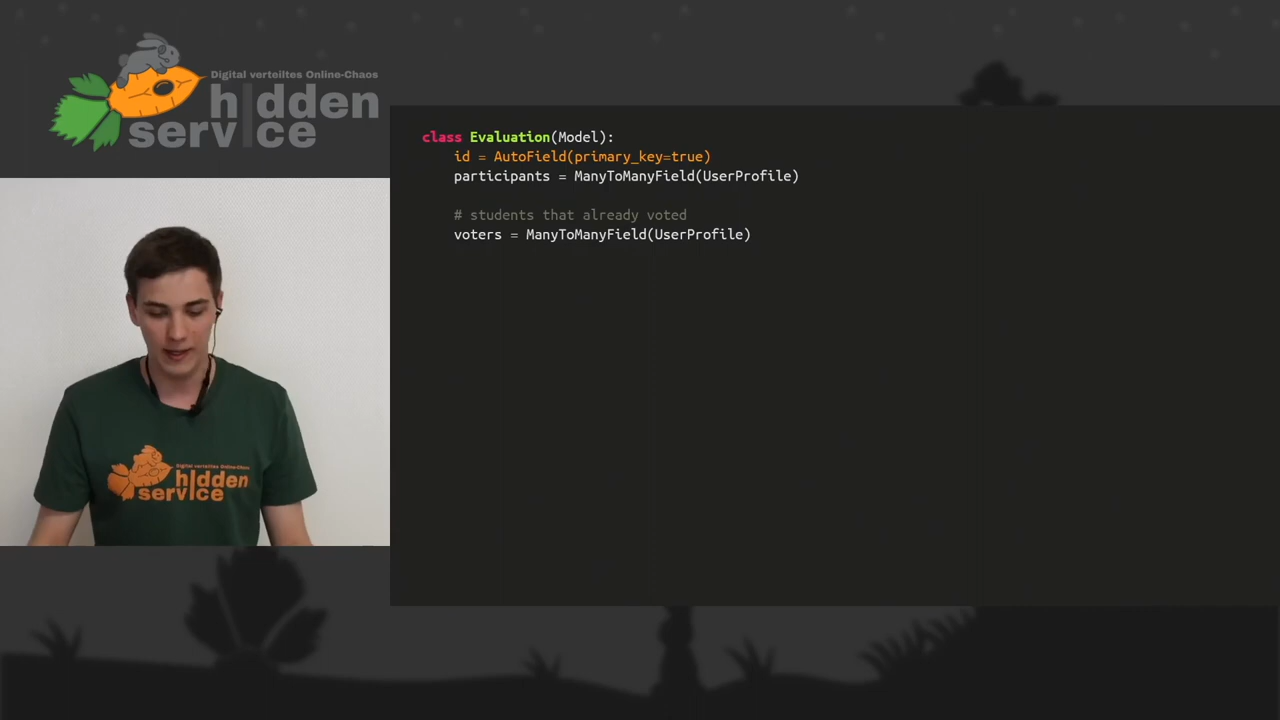 Digital verteiltes Online-Chaos
hidden
service
class Evaluation(Model):
id = AutoField(primary_key=true)
participants = ManyToManyField(UserProfile)
# students that already voted
voters = ManyToManyField(UserProfile)
Digital verteiltes Online-Chaos
hidden
service